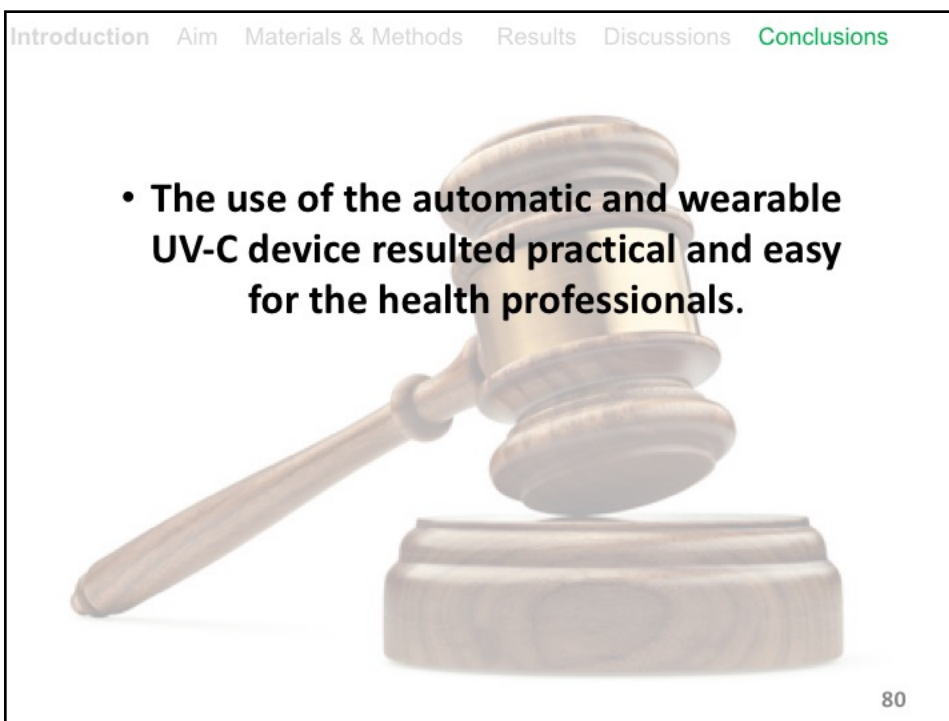 Introduction Aim Materials & Methods Results Discussions Conclusions
• The use of the automatic and wearable
UV-C device resulted practical and easy
for the health professionals.
80